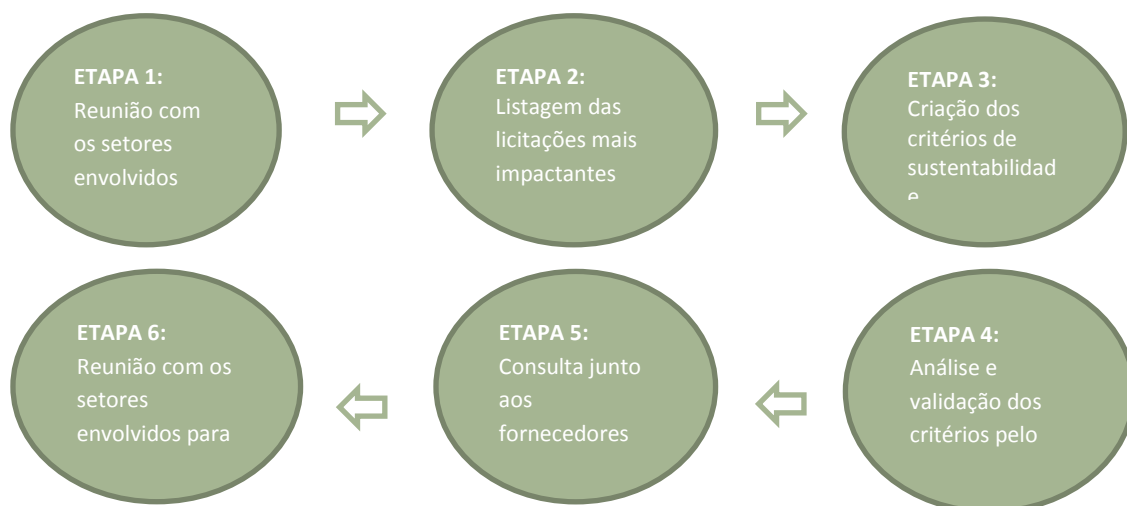 ETAPA 1:
Reunião com
os setores
envolvidos
ETAPA 2:
Listagem das
licitações mais
impactantes
ETAPA 3:
Criação dos
critérios de
sustentabilidad
e
ETAPA 4:
Análise e
validação dos
critérios pelo
ETAPA 5:
Consulta junto
aos
fornecedores
ETAPA 6:
Reunião com os
setores
envolvidos para